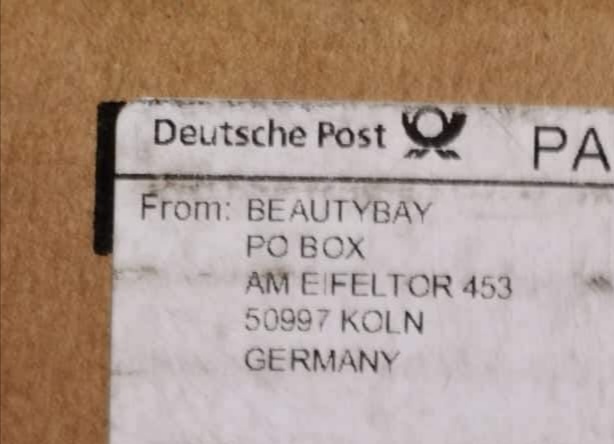 Deutsche Post
PA
From: BEAUTYBAY
PO BOX
AM EIFELTOR 453
50997 KOLN
GERMANY